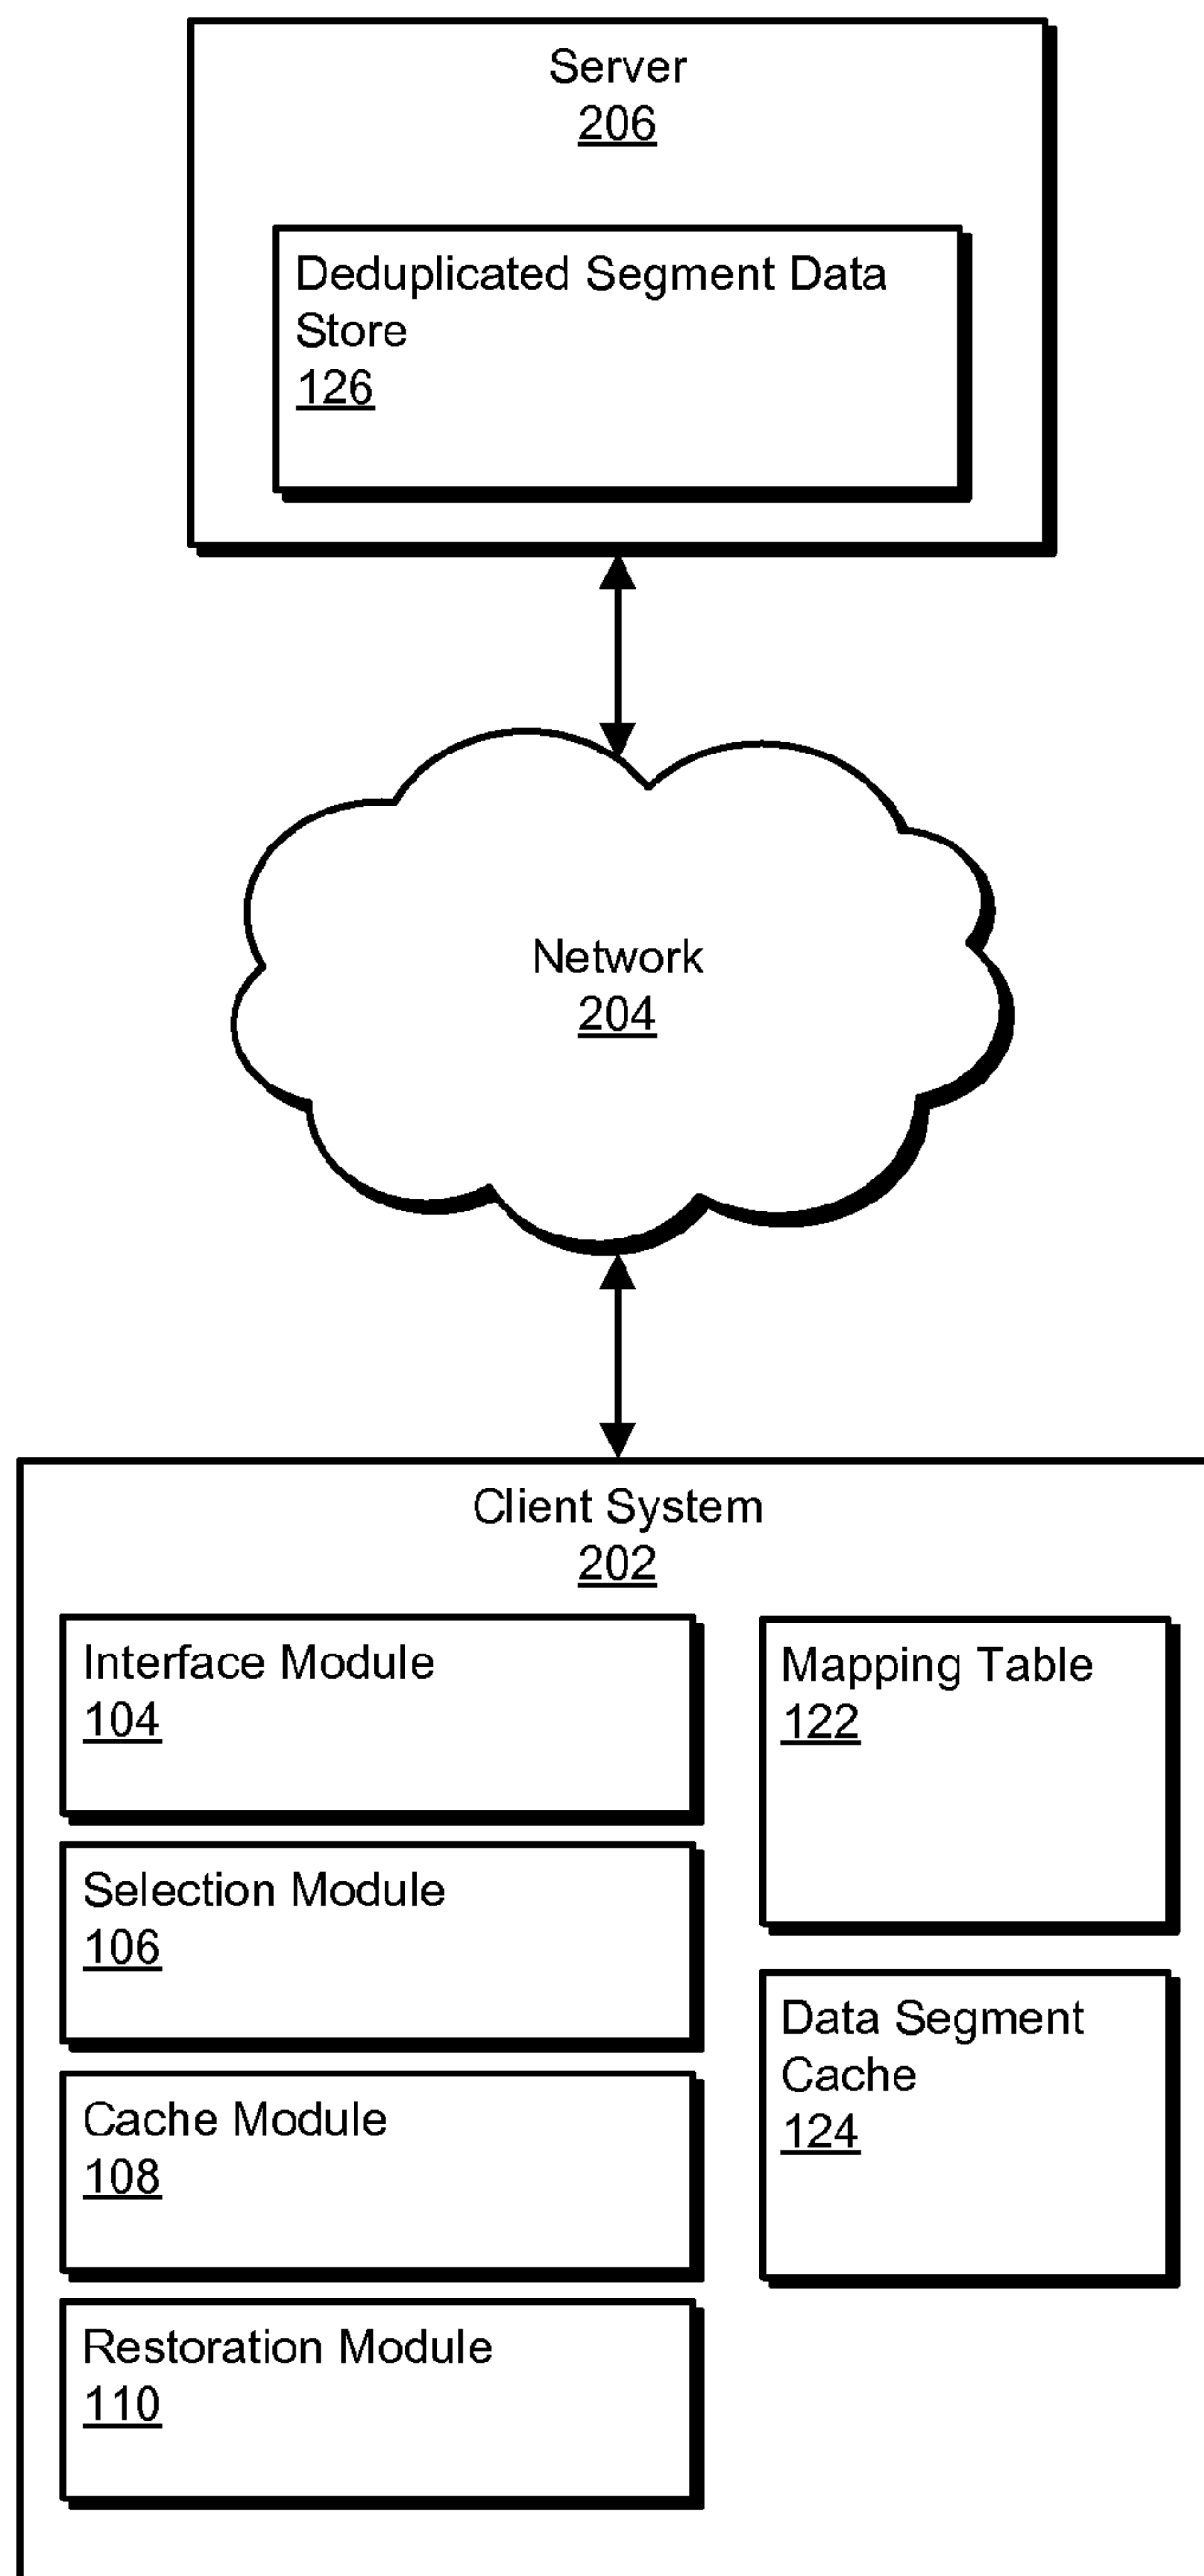 Server
206
Deduplicated Segment Data
Store
126
Network
204
Client System
202
Interface Module
104
Selection Module
106
Cache Module
108
Restoration Module
110
Mapping Table
122
Data Segment
Cache
124